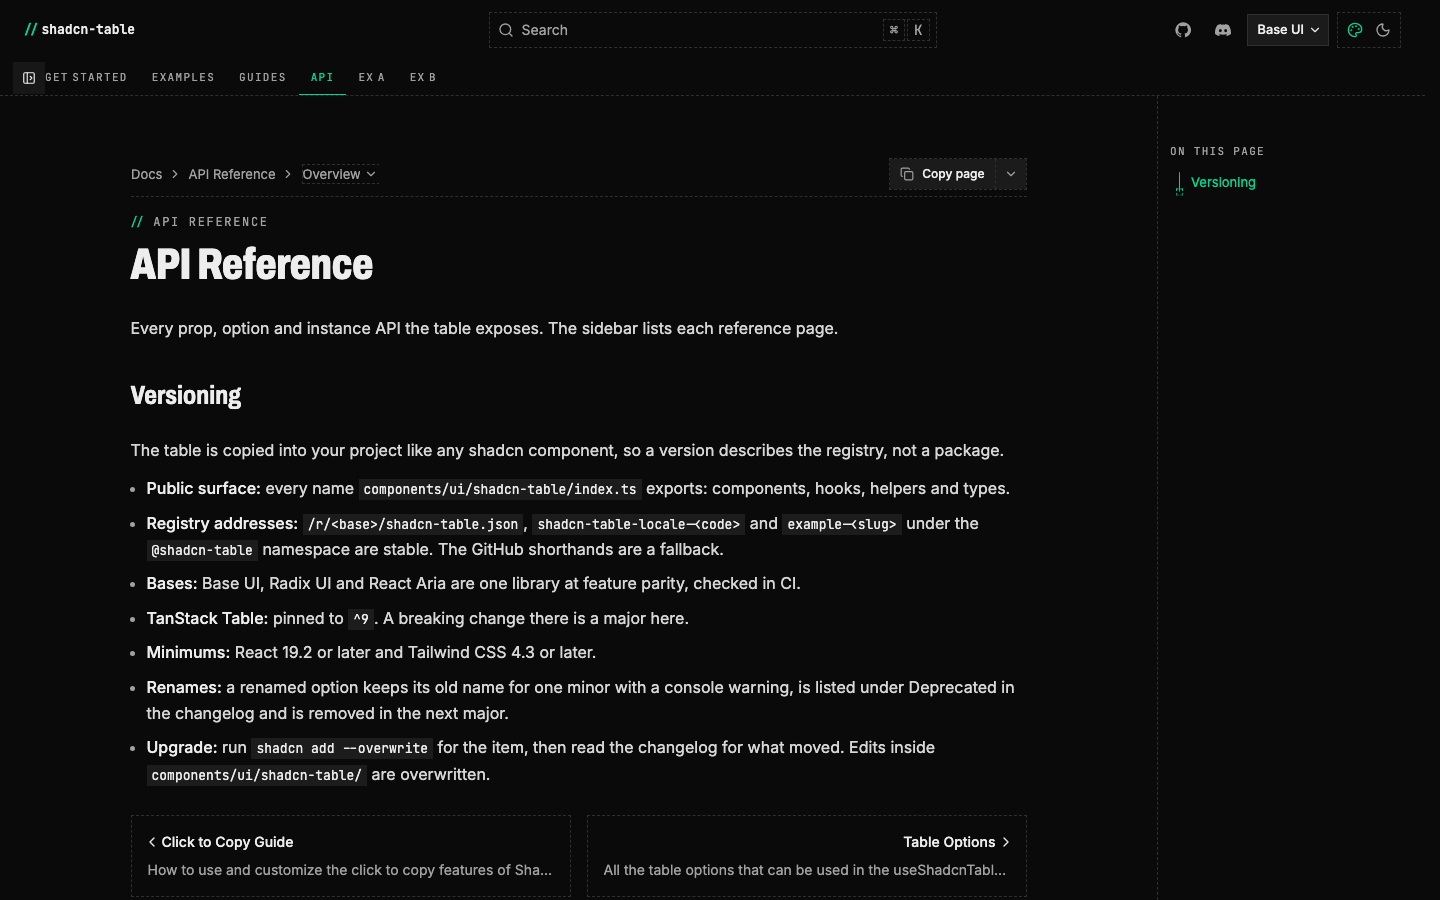 // shadcn-table
Search
⌘ K
Base UI
GET STARTED EXAMPLES GUIDES API EX A EX B
Docs > API Reference > Overview
Copy page
ON THIS PAGE
Versioning
// API REFERENCE
API Reference
Every prop, option and instance API the table exposes. The sidebar lists each reference page.
Versioning
The table is copied into your project like any shadcn component, so a version describes the registry, not a package.
Public surface: every name components/ui/shadcn-table/index.ts exports: components, hooks, helpers and types.
Registry addresses: /r/<base>/shadcn-table.json, shadcn-table-locale-<code> and example-<slug> under the
@shadcn-table namespace are stable. The GitHub shorthands are a fallback.
Bases: Base UI, Radix UI and React Aria are one library at feature parity, checked in CI.
TanStack Table: pinned to ^9. A breaking change there is a major here.
Minimums: React 19.2 or later and Tailwind CSS 4.3 or later.
Renames: a renamed option keeps its old name for one minor with a console warning, is listed under Deprecated in
the changelog and is removed in the next major.
Upgrade: run shadcn add --overwrite for the item, then read the changelog for what moved. Edits inside
components/ui/shadcn-table/ are overwritten.
Click to Copy Guide
How to use and customize the click to copy features of Sha...
Table Options
All the table options that can be used in the useShadcnTabl...